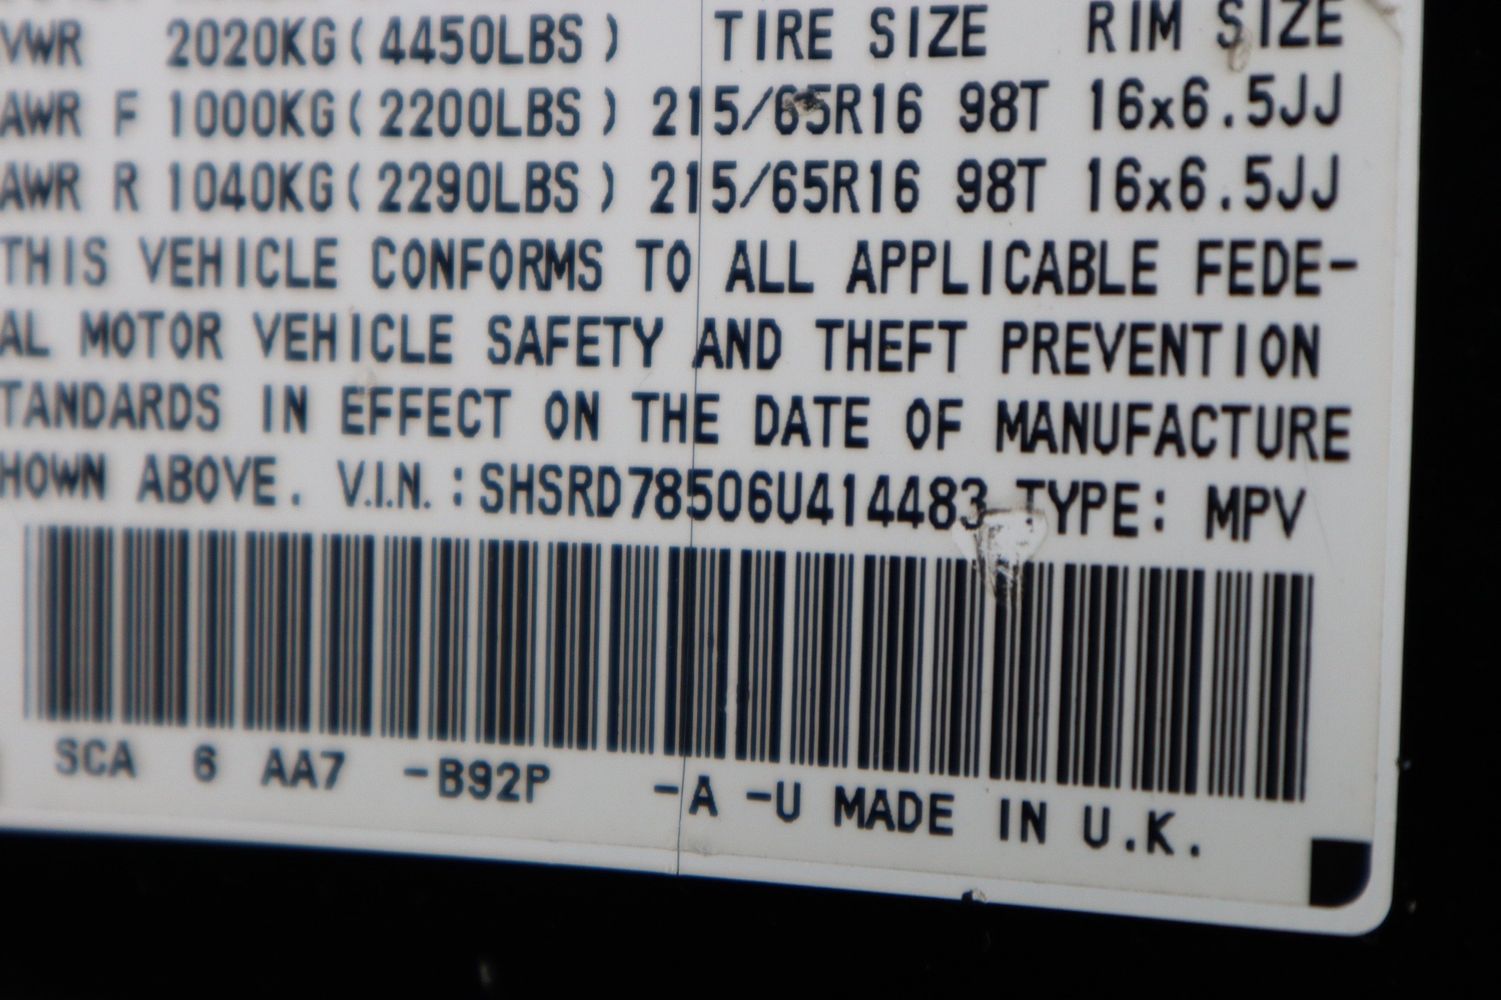 VWR 2020KG(4450LBS) TIRE SIZE RIM SIZE
AWR F 1000KG(2200LBS) 215/65R16 98T 16x6.5JJ
AWR R 1040KG(2290LBS) 215/65R16 98T 16x6.5JJ
THIS VEHICLE CONFORMS TO ALL APPLICABLE FEDE-
AL MOTOR VEHICLE SAFETY AND THEFT PREVENTION
TANDARDS IN EFFECT ON THE DATE OF MANUFACTURE
HOWN ABOVE. V.I.N.:SHSRD78506U414483 TYPE: MPV
SCA 6 AA7 -B92P -A -U MADE IN U.K.